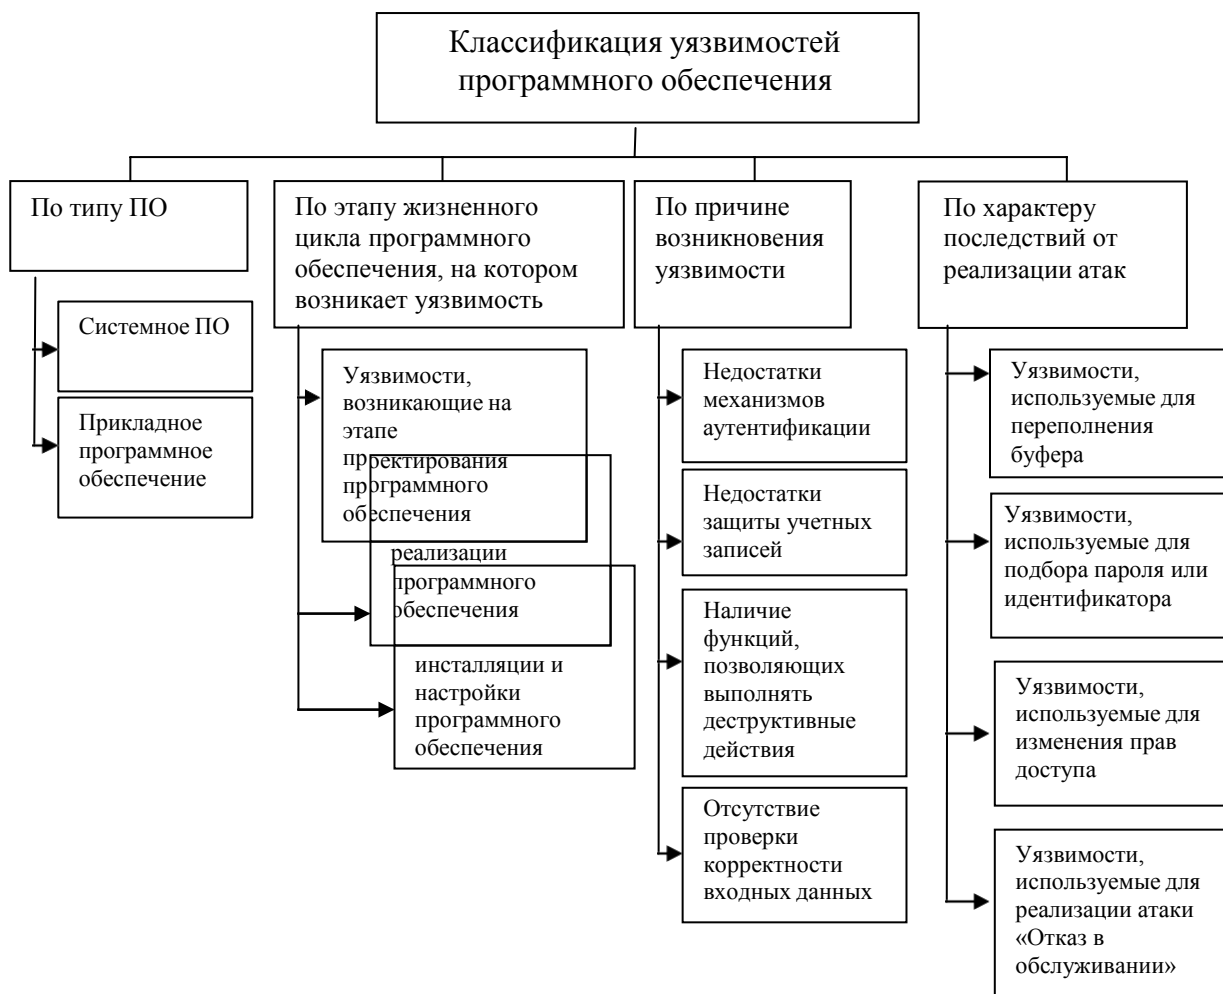 Классификация уязвимостей
программного обеспечения
По типу ПО
Системное ПО
Прикладное
программное
обеспечение
По этапу жизненного
цикла программного
обеспечения, на котором
возникает уязвимость
Уязвимости,
возникающие на
этапе
проектирования
программного
обеспечения
реализации
программного
обеспечения
инсталляции и
настройки
программного
обеспечения
По причине
возникновения
уязвимости
Недостатки
механизмов
аутентификации
Недостатки
защиты учетных
записей
Наличие
функций,
позволяющих
выполнять
деструктивные
действия
Отсутствие
проверки
корректности
входных данных
По характеру
последствий от
реализации атак
Уязвимости,
используемые для
переполнения
буфера
Уязвимости,
используемые для
подбора пароля или
идентификатора
Уязвимости,
используемые для
изменения прав
доступа
Уязвимости,
используемые для
реализации атаки
«Отказ в
обслуживании»